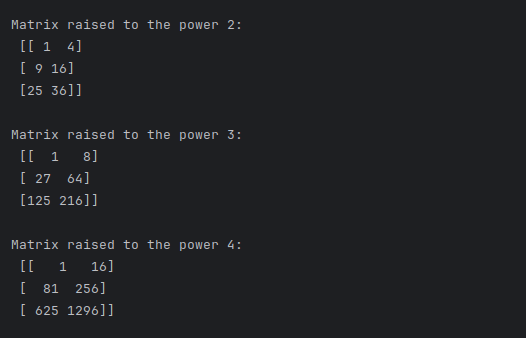 Matrix raised to the power 2:
 [[ 1  4]
 [ 9 16]
 [25 36]]
Matrix raised to the power 3:
 [[  1   8]
 [ 27  64]
 [125 216]]
Matrix raised to the power 4:
 [[   1   16]
 [  81  256]
 [ 625 1296]]